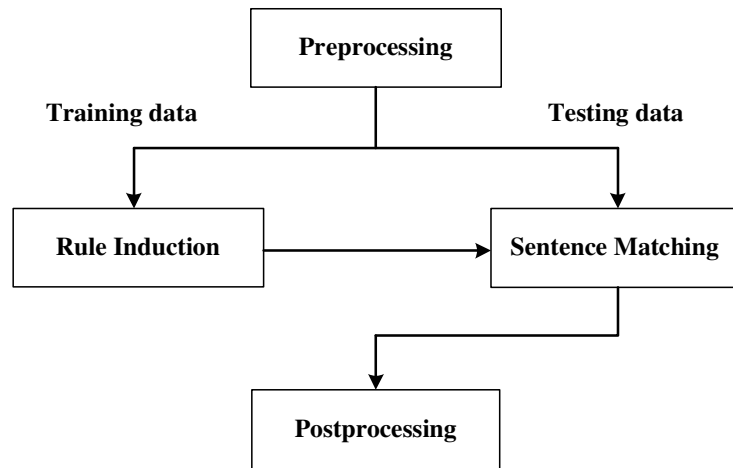 Preprocessing
Training data
Testing data
Rule Induction
Sentence Matching
Postprocessing